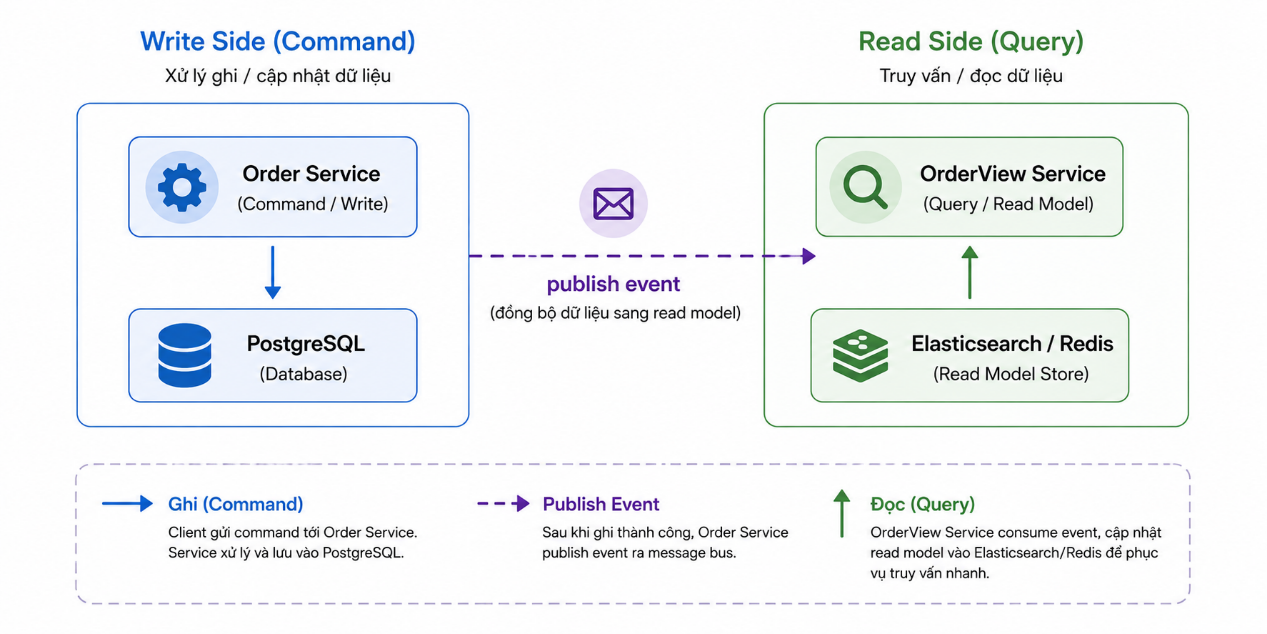 Write Side (Command)
Xử lý ghi / cập nhật dữ liệu
Order Service
(Command / Write)
PostgreSQL
(Database)
publish event
(đồng bộ dữ liệu sang read model)
Read Side (Query)
Truy vấn / đọc dữ liệu
OrderView Service
(Query / Read Model)
Elasticsearch / Redis
(Read Model Store)
Ghi (Command)
Client gửi command tới Order Service.
Service xử lý và lưu vào PostgreSQL.
Publish Event
Sau khi ghi thành công, Order Service
publish event ra message bus.
Đọc (Query)
OrderView Service consume event, cập nhật
read model vào Elasticsearch/Redis để phục
vụ truy vấn nhanh.